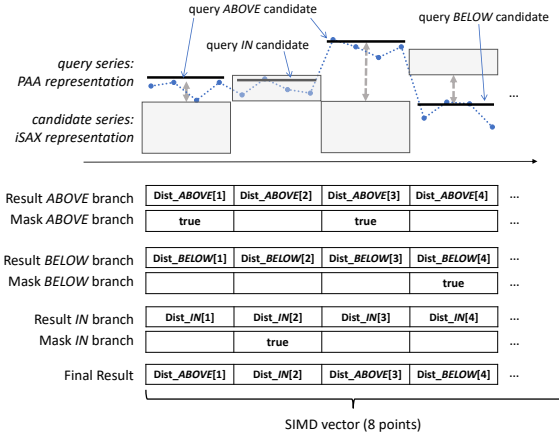 query ABOVE candidate
query BELOW candidate
query IN candidate
query series:
PAA representation
...
candidate series:
iSAX representation
Result ABOVE branch Dist_ABOVE[1] Dist_ABOVE[2] Dist_ABOVE[3] Dist_ABOVE[4] ...
Mask ABOVE branch true true ...
Result BELOW branch Dist_BELOW[1] Dist_BELOW[2] Dist_BELOW[3] Dist_BELOW[4] ...
Mask BELOW branch true ...
Result IN branch Dist_IN[1] Dist_IN[2] Dist_IN[3] Dist_IN[4] ...
Mask IN branch true ...
Final Result Dist_ABOVE[1] Dist_IN[2] Dist_ABOVE[3] Dist_BELOW[4] ...
SIMD vector (8 points)